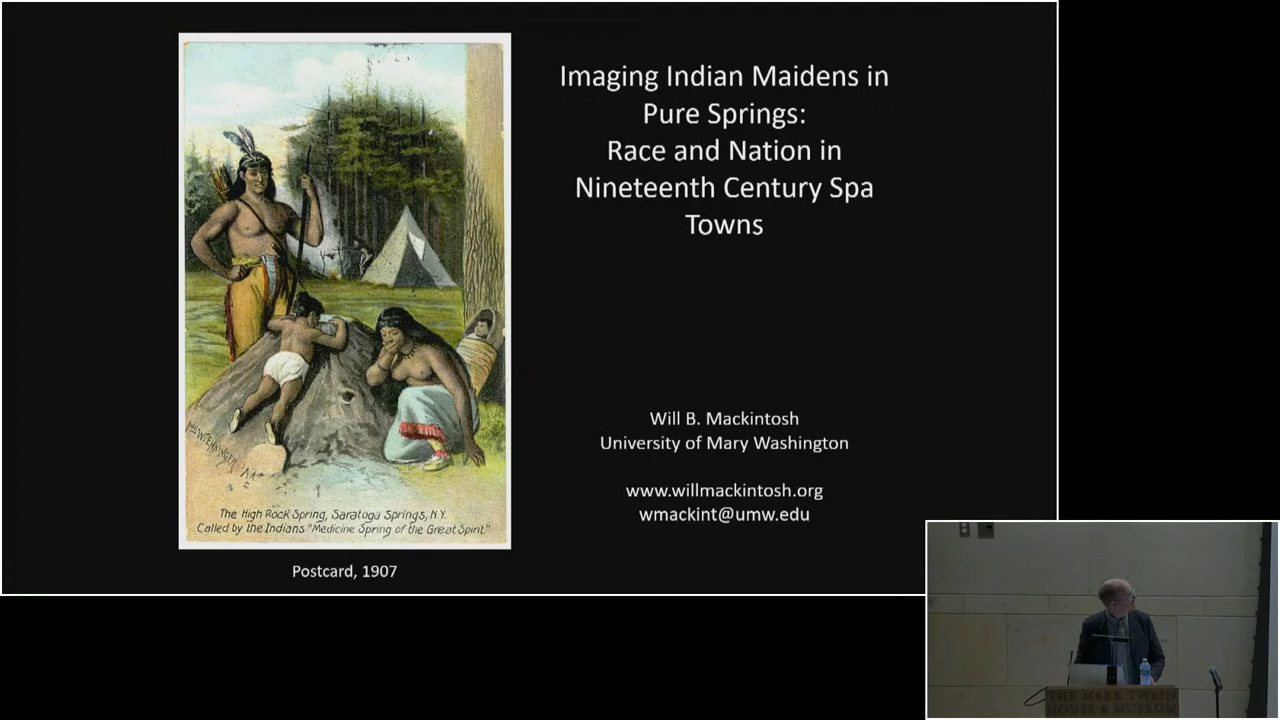 Imaging Indian Maidens in
Pure Springs:
Race and Nation in
Nineteenth Century Spa
Towns
Will B. Mackintosh
University of Mary Washington
www.willmackintosh.org
wmackint@umw.edu
The High Rock Spring, Saratoga Springs, N.Y.
Called by the Indians "Medicine Spring of the Great Spirit".
Postcard, 1907
THE MARK TWAIN
HOUSE & MUSEUM